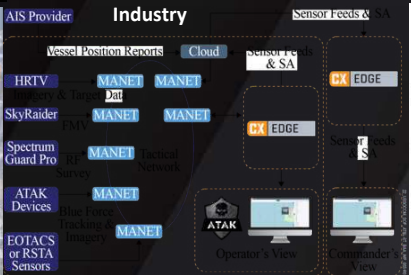 Industry
AIS Provider
Sensor Feeds & SA
Vessel Position Reports
Cloud
Sensor Feeds
& SA
HRTV
MANET
MANET
CX EDGE
Imagery & Target Data
SkyRaider
MANET
MANET
FMV
CX EDGE
Spectrum
Guard Pro
MANET
RF
Survey
Tactical
Network
Sensor Feeds
& SA
ATAK
Devices
MANET
Blue Force
Tracking &
Imagery
ATAK
EOTACS
or RSTA
Sensors
MANET
Operator's View
Commander's
View